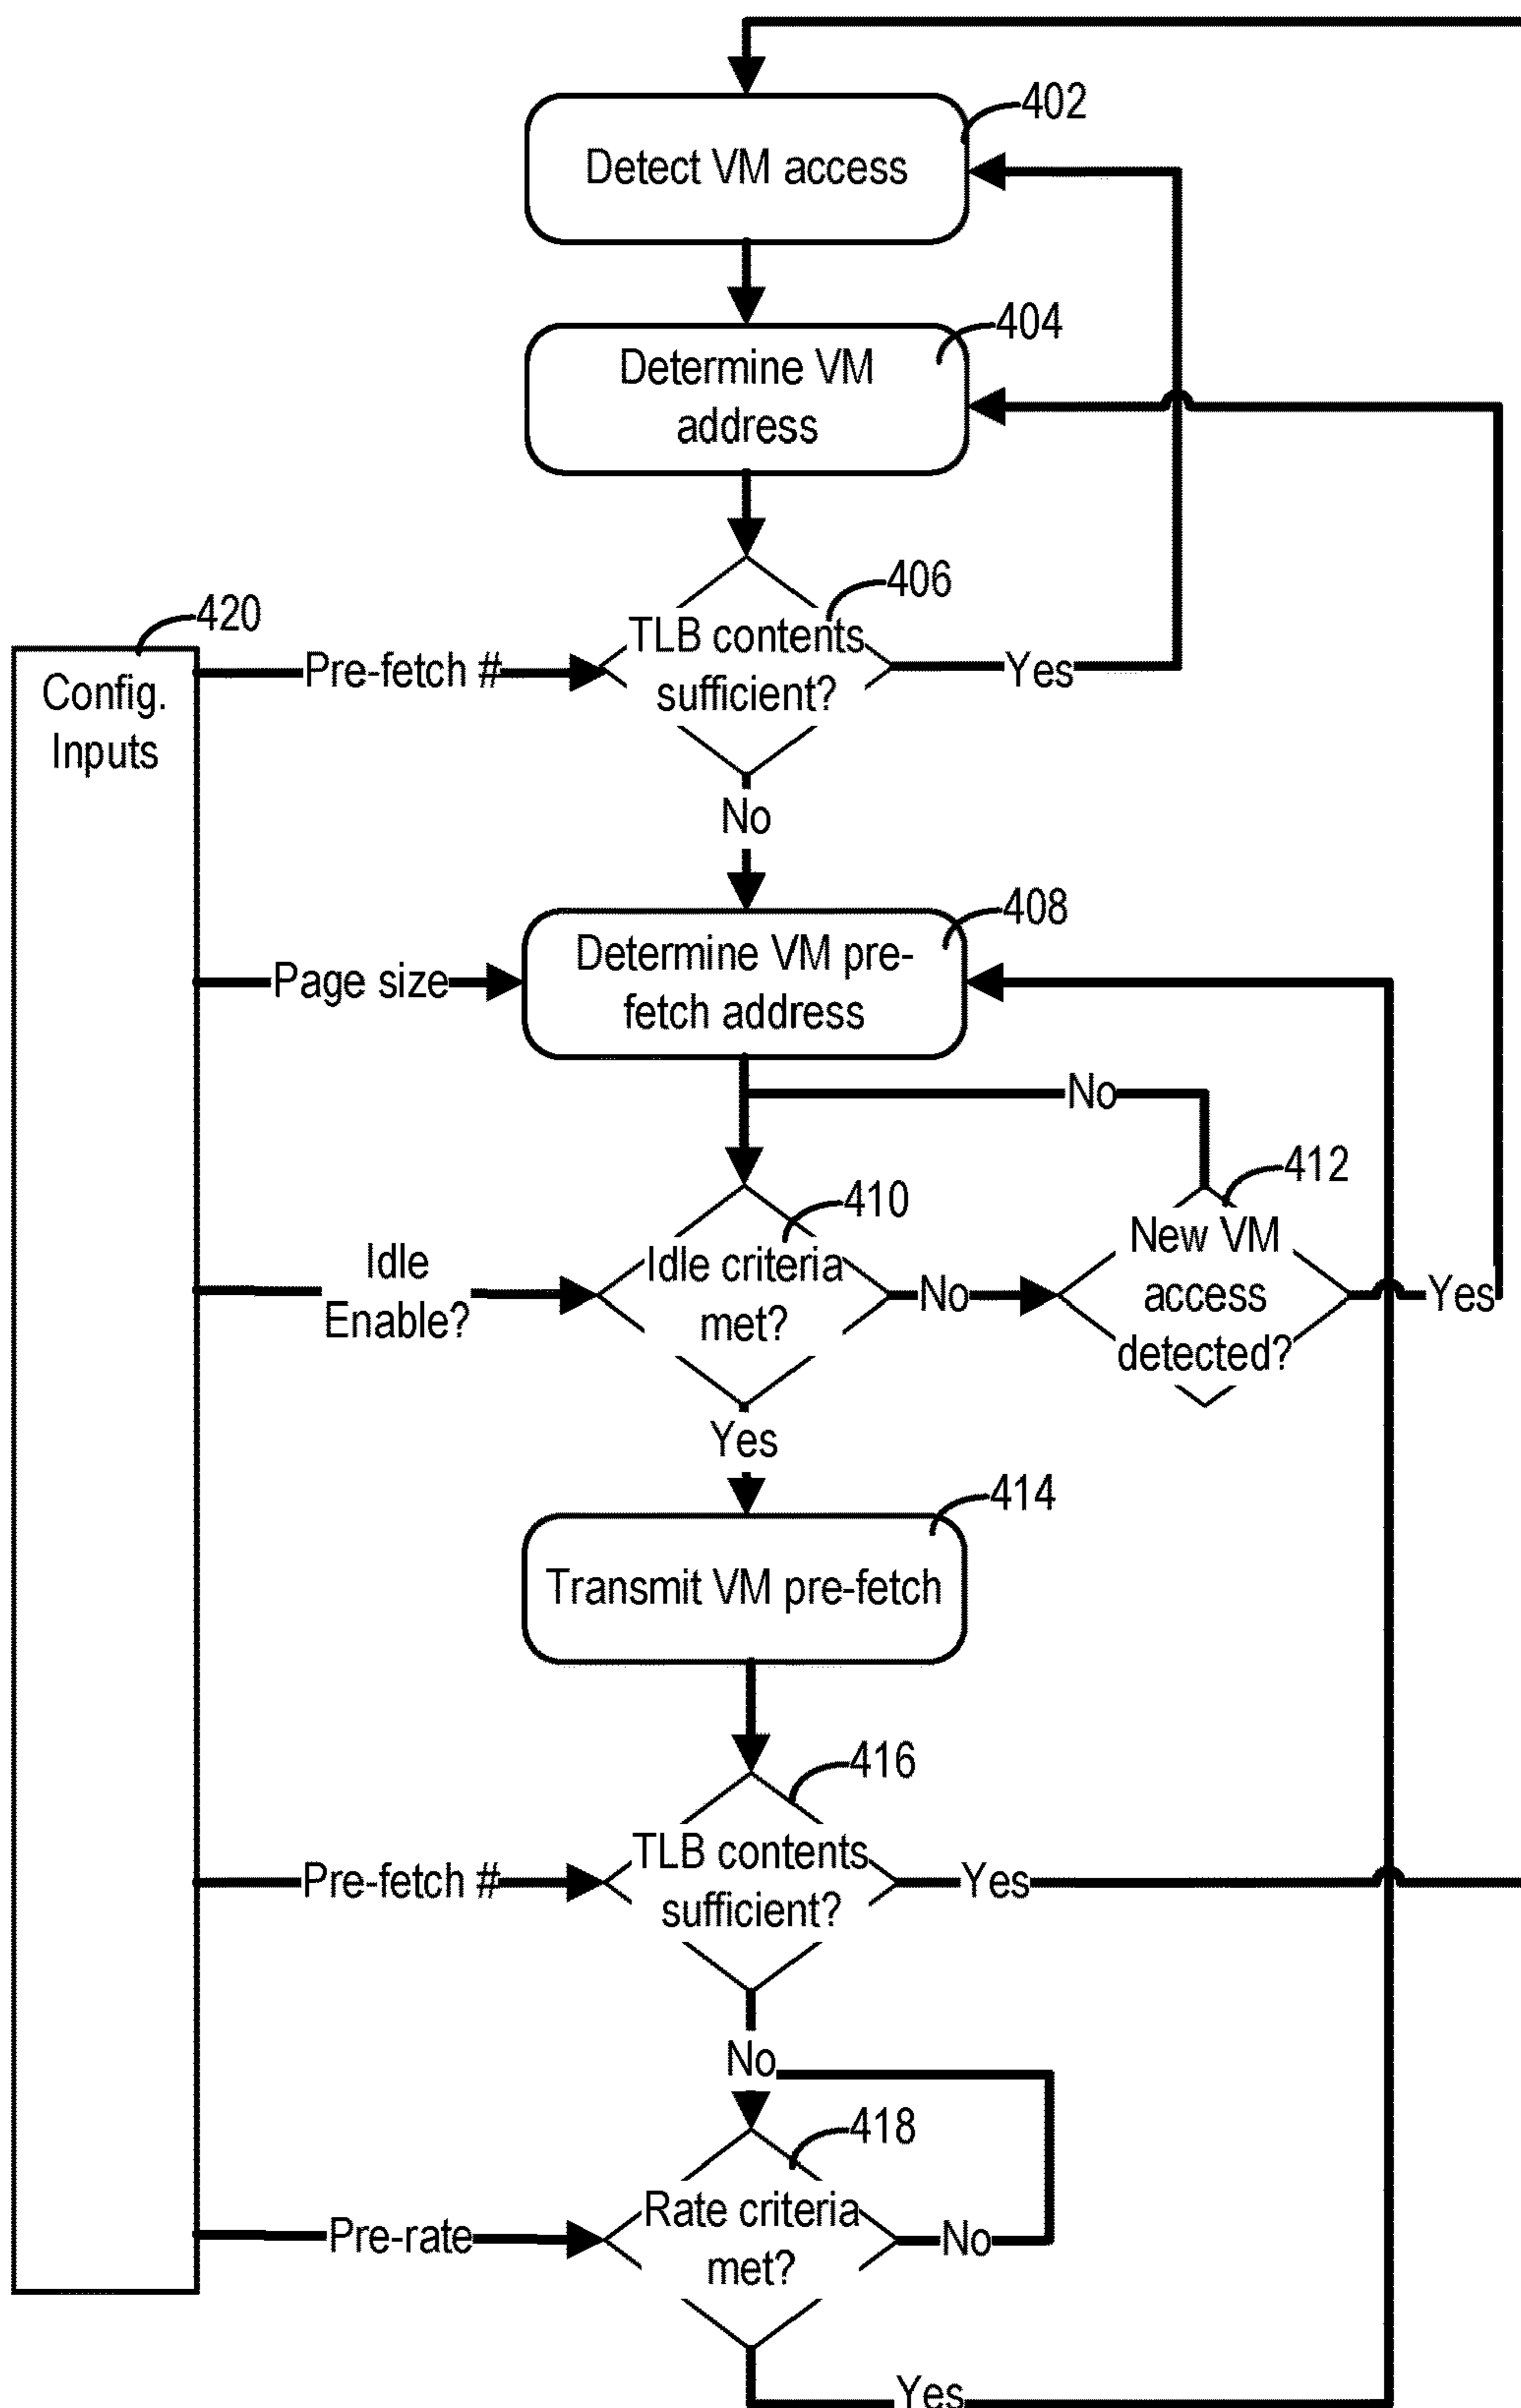 402
Detect VM access
404
Determine VM
address
406
420
TLB contents
sufficient?
Pre-fetch #
Yes
Config.
Inputs
No
408
Determine VM pre-
fetch address
Page size
No
412
410
New VM
access
detected?
Idle criteria
met?
Idle
Enable?
No
Yes
Yes
414
Transmit VM pre-fetch
416
TLB contents
sufficient?
Pre-fetch #
Yes
No
418
Rate criteria
met?
Pre-rate
No
Yes